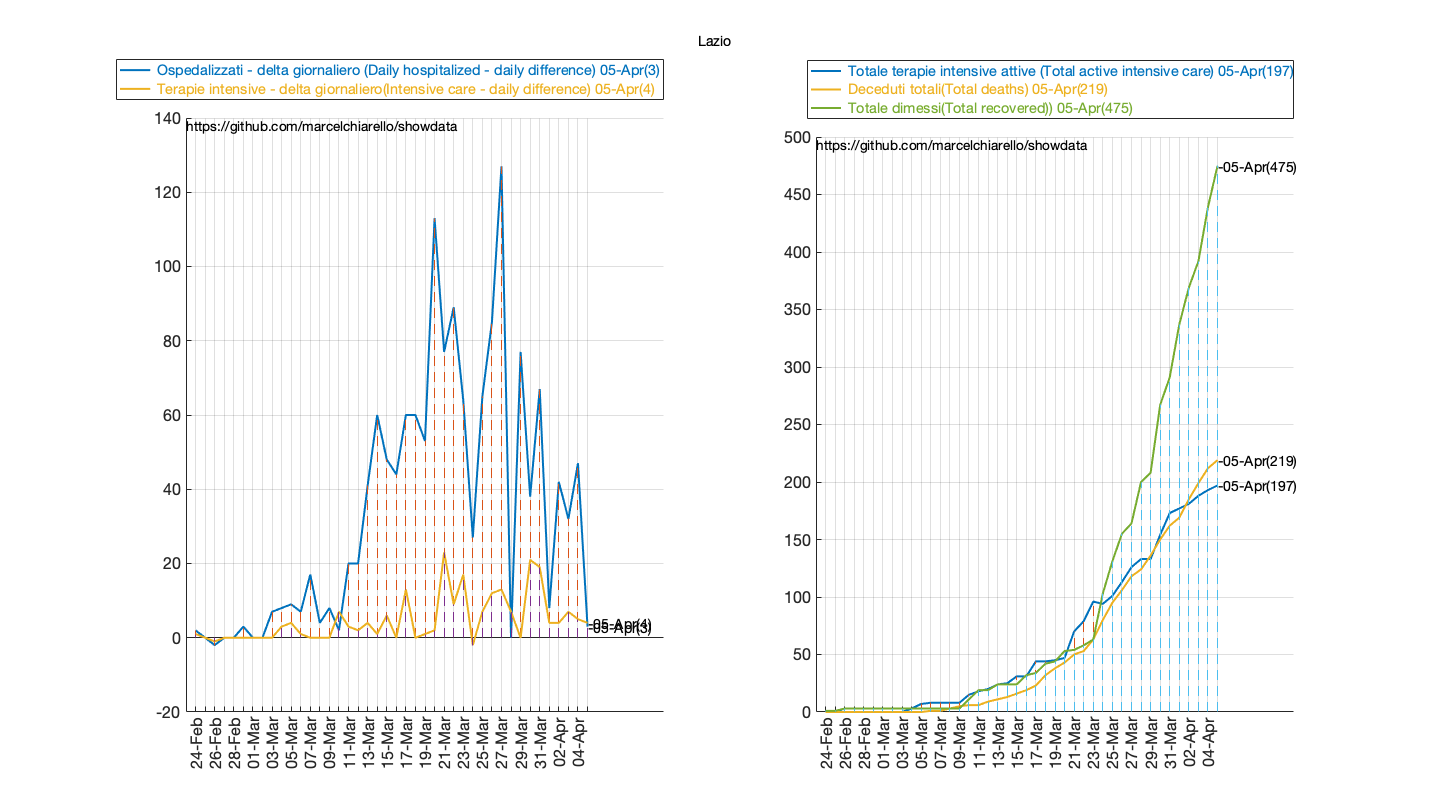 Lazio
Ospedalizzati - delta giornaliero (Daily hospitalized - daily difference) 05-Apr(3)
Terapie intensive - delta giornaliero(Intensive care - daily difference) 05-Apr(4)
https://github.com/marcelchiarello/showdata
140
120
100
80
60
40
20
0
-20
-05-Apr(4)
-05-Apr(3)
24-Feb
26-Feb
28-Feb
01-Mar
03-Mar
05-Mar
07-Mar
09-Mar
11-Mar
13-Mar
15-Mar
17-Mar
19-Mar
21-Mar
23-Mar
25-Mar
27-Mar
29-Mar
31-Mar
02-Apr
04-Apr
Totale terapie intensive attive (Total active intensive care) 05-Apr(197)
Deceduti totali(Total deaths) 05-Apr(219)
Totale dimessi(Total recovered)) 05-Apr(475)
https://github.com/marcelchiarello/showdata
500
450
400
350
300
250
200
150
100
50
0
-05-Apr(475)
-05-Apr(219)
-05-Apr(197)
24-Feb
26-Feb
28-Feb
01-Mar
03-Mar
05-Mar
07-Mar
09-Mar
11-Mar
13-Mar
15-Mar
17-Mar
19-Mar
21-Mar
23-Mar
25-Mar
27-Mar
29-Mar
31-Mar
02-Apr
04-Apr